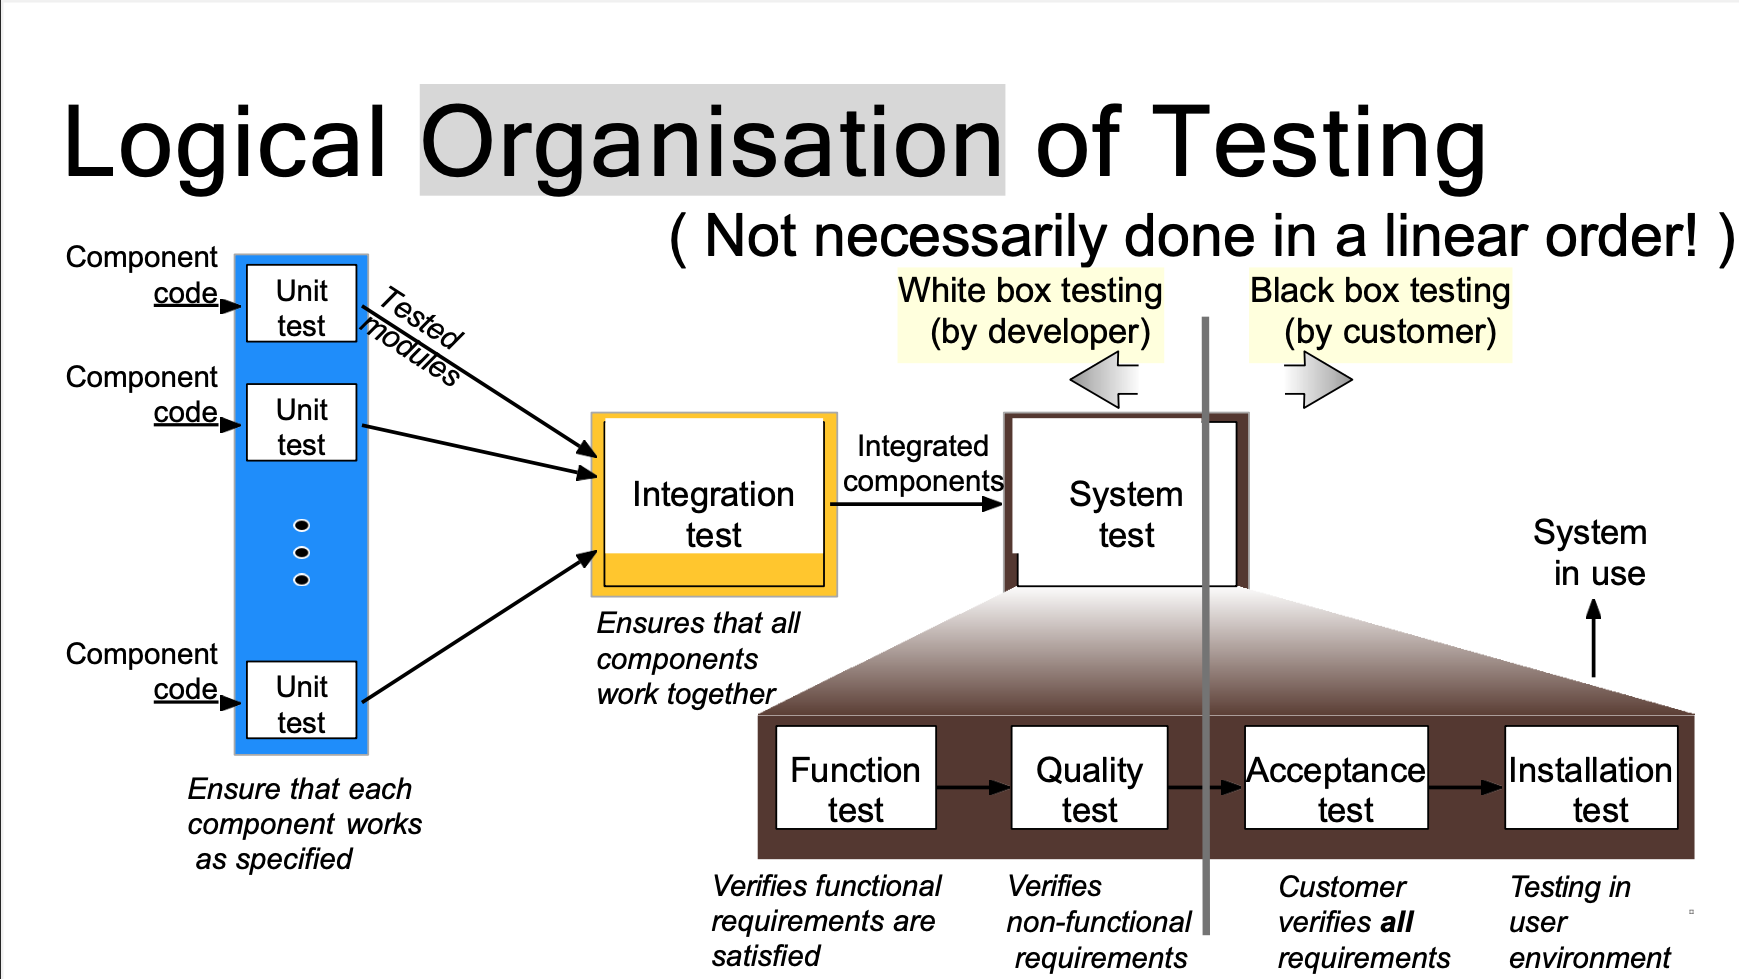 Logical Organisation of Testing
( Not necessarily done in a linear order! )
White box testing
(by developer)
Black box testing
(by customer)
Component
code
Unit
test
Tested
modules
Component
code
Unit
test
Component
code
Unit
test
Ensure that each
component works
as specified
Integration
test
Ensures that all
components
work together
Integrated
components
System
test
System
in use
Function
test
Quality
test
Acceptance
test
Installation
test
Verifies functional
requirements are
satisfied
Verifies
non-functional
requirements
Customer
verifies all
requirements
Testing in
user
environment